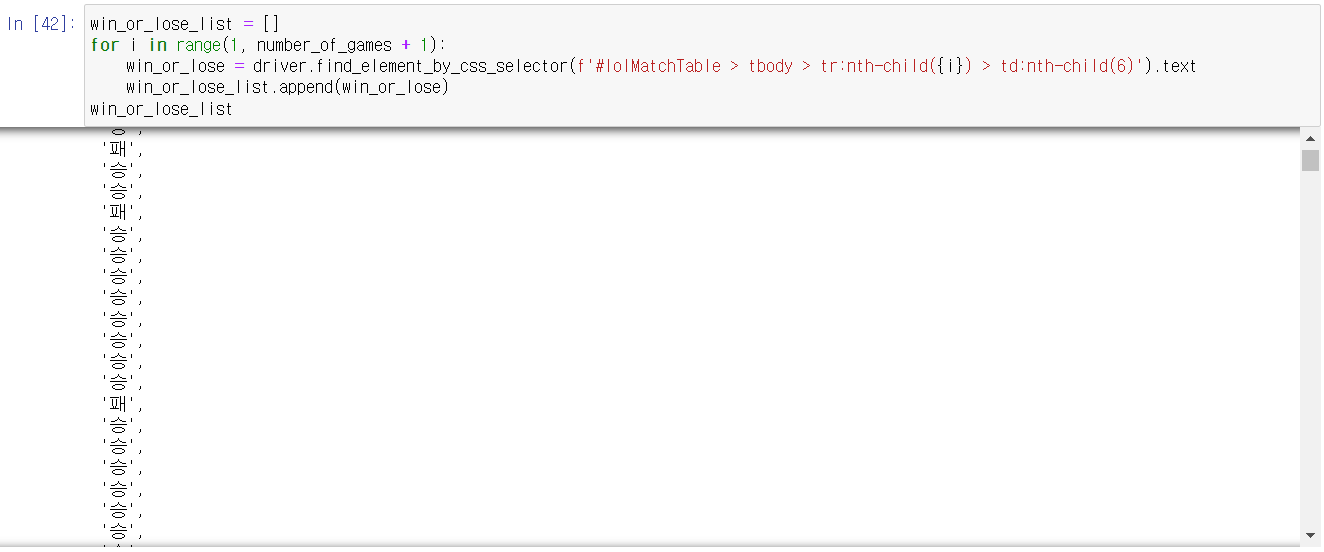 In [42]: win_or_lose_list = []
for i in range(1, number_of_games + 1):
    win_or_lose = driver.find_element_by_css_selector(f'#lolMatchTable > tbody > tr:nth-child({i}) > td:nth-child(6)').text
    win_or_lose_list.append(win_or_lose)
win_or_lose_list
'패',
'승',
'승',
'패',
'승',
'승',
'승',
'승',
'승',
'승',
'승',
'승',
'패',
'승',
'승',
'승',
'승',
'승',
'승',